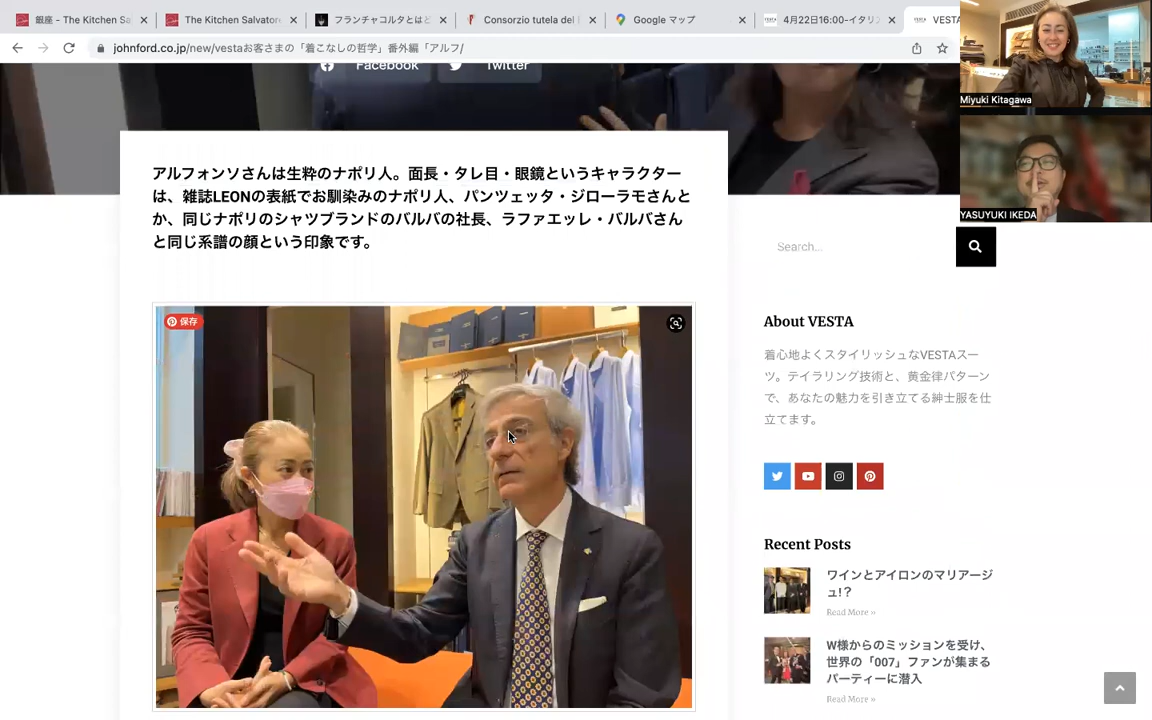 銀座 - The Kitchen Sa
The Kitchen Salvator
フランチャコルタとはと
Consorzio tutela del
Google マップ
4月22日16:00-イタリ
VESTA
johnford.co.jp/new/vestaお客さまの「着こなしの哲学」番外編「アルフ/
Miyuki Kitagawa
YASUYUKI IKEDA
Facebook
Twitter
アルフォンソさんは生粋のナポリ人。面長・タレ目・眼鏡というキャラクター
は、雑誌LEONの表紙でお馴染みのナポリ人、パンツェッタ・ジローラモさんと
か、同じナポリのシャツブランドのバルバの社長、ラファエッレ・バルバさん
と同じ系譜の顔という印象です。
保存
Search...
About VESTA
着心地よくスタイリッシュなVESTAスー
ツ。テイラリング技術と、黄金律パターン
で、あなたの魅力を引き立てる紳士服を仕
立てます。
Recent Posts
ワインとアイロンのマリアージ
ュ!？
Read More »
W様からのミッションを受け、
世界の「007」ファンが集まる
パーティーに潜入
Read More »